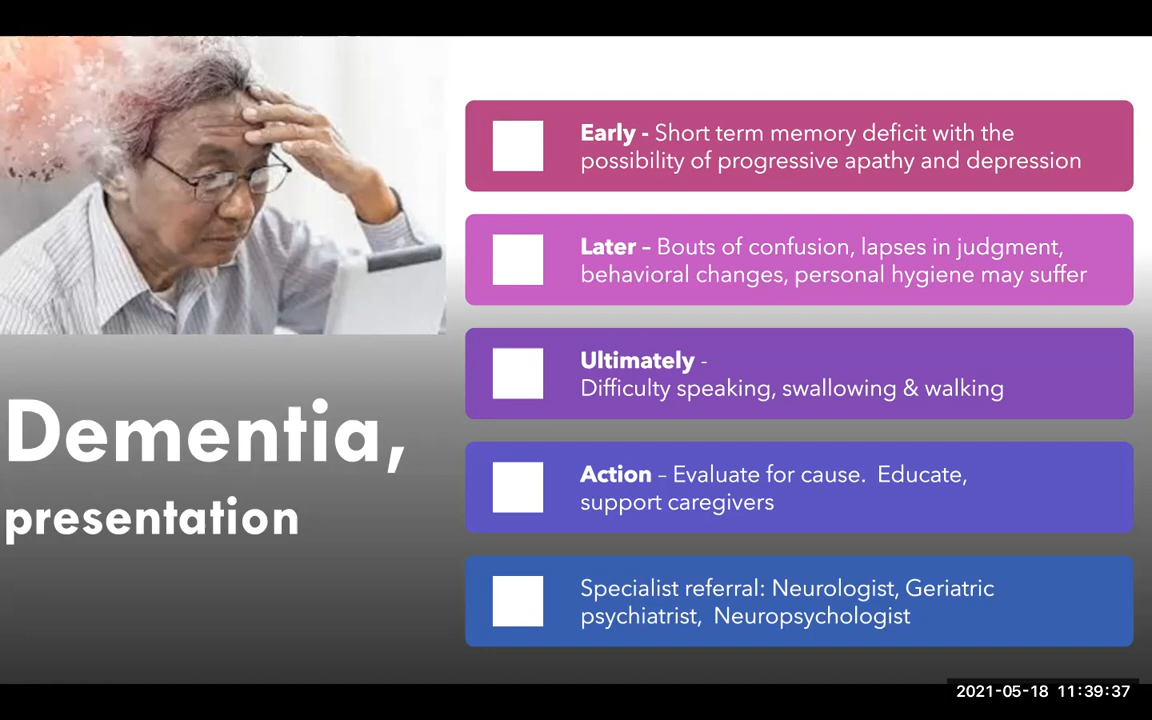 Early - Short term memory deficit with the
possibility of progressive apathy and depression
Later – Bouts of confusion, lapses in judgment,
behavioral changes, personal hygiene may suffer
Ultimately -
Difficulty speaking, swallowing & walking
Dementia,
presentation
Action – Evaluate for cause.  Educate,
support caregivers
Specialist referral: Neurologist, Geriatric
psychiatrist,  Neuropsychologist
2021-05-18 11:39:37